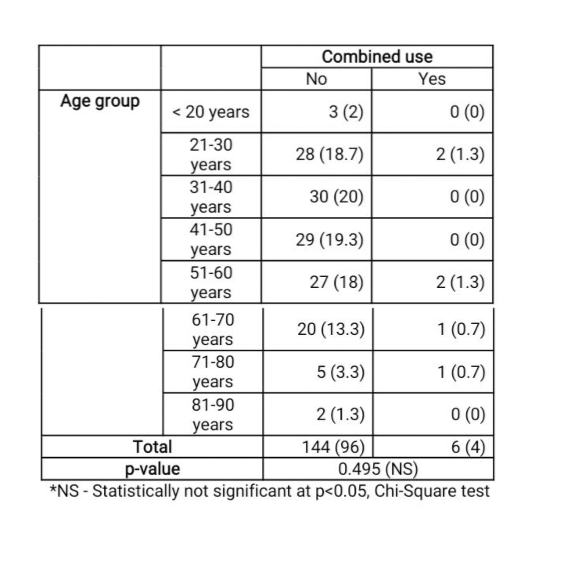 Combined use
No Yes
Age group < 20 years 3 (2) 0 (0)
21-30 years 28 (18.7) 2 (1.3)
31-40 years 30 (20) 0 (0)
41-50 years 29 (19.3) 0 (0)
51-60 years 27 (18) 2 (1.3)
61-70 years 20 (13.3) 1 (0.7)
71-80 years 5 (3.3) 1 (0.7)
81-90 years 2 (1.3) 0 (0)
Total 144 (96) 6 (4)
p-value 0.495 (NS)
*NS - Statistically not significant at p<0.05, Chi-Square test